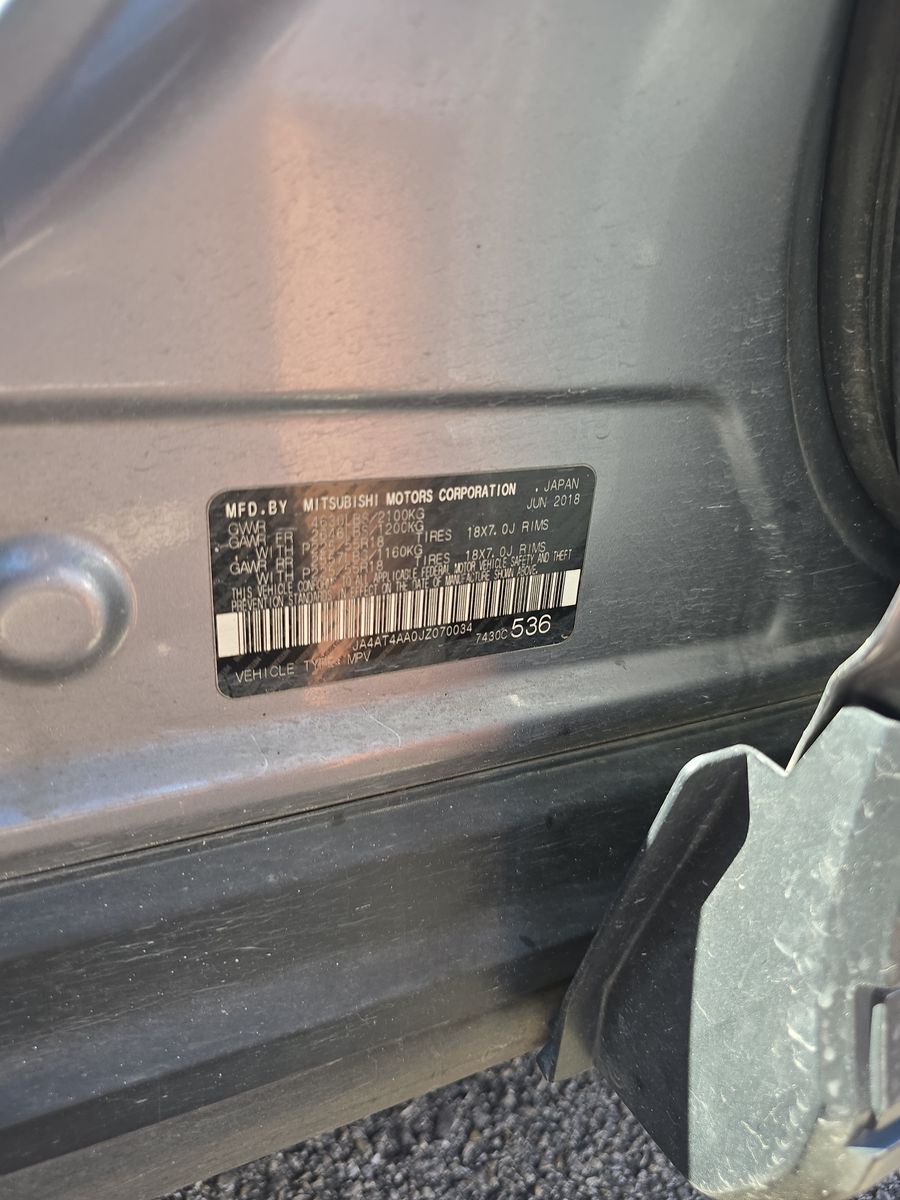 MFD.BY MITSUBISHI MOTORS CORPORATION . JAPAN
JUN 2018
GVWR 4630LBS/2100KG
GAWR FR 1200KG
WITH TIRES 18X7.0J RIMS
GAWR RR 1160KG
WITH TIRES 18X7.0J RIMS
THIS VEHICLE CONFORMS TO ALL APPLICABLE FEDERAL MOTOR VEHICLE SAFETY AND THEFT
PREVENTION STANDARDS IN EFFECT ON THE DATE OF MANUFACTURE SHOWN ABOVE.
JA4AT4AA0JZ070034 7430C 536
VEHICLE TYPE: MPV